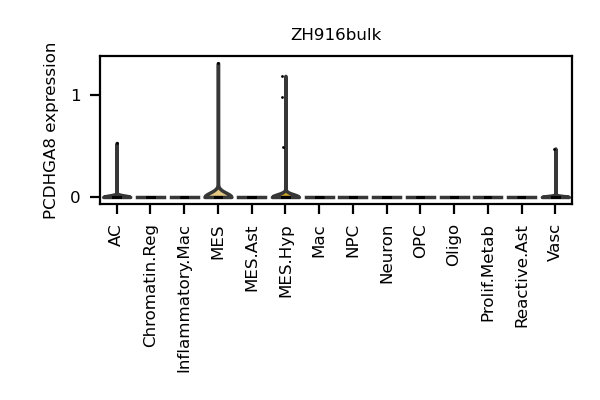 ZH916bulk
PCDHGA8 expression
1
0
AC
Chromatin.Reg
Inflammatory.Mac
MES
MES.Ast
MES.Hyp
Mac
NPC
Neuron
OPC
Oligo
Prolif.Metab
Reactive.Ast
Vasc